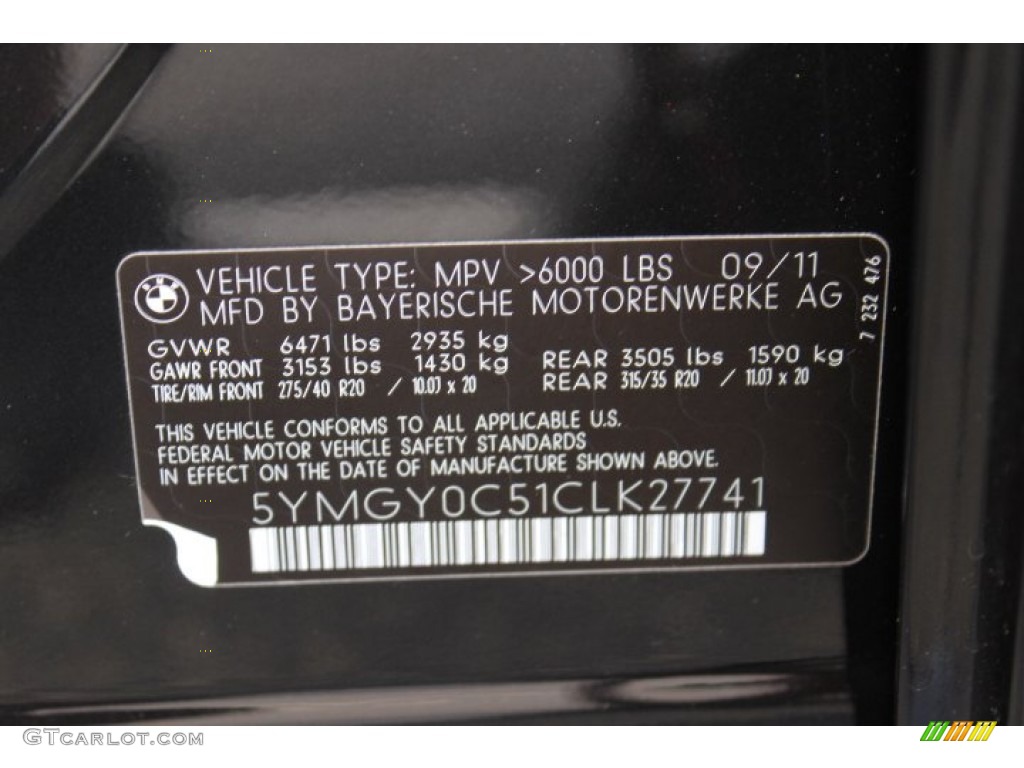 VEHICLE TYPE: MPV >6000 LBS 09/11
MFD BY BAYERISCHE MOTORENWERKE AG
7 232 476
GVWR 6471 lbs 2935 kg
GAWR FRONT 3153 lbs 1430 kg REAR 3505 lbs 1590 kg
TIRE/RIM FRONT 275/40 R20 / 10.0J x 20 REAR 315/35 R20 / 11.0J x 20
THIS VEHICLE CONFORMS TO ALL APPLICABLE U.S.
FEDERAL MOTOR VEHICLE SAFETY STANDARDS
IN EFFECT ON THE DATE OF MANUFACTURE SHOWN ABOVE.
5YMGY0C51CLK27741
GTCARLOT.COM